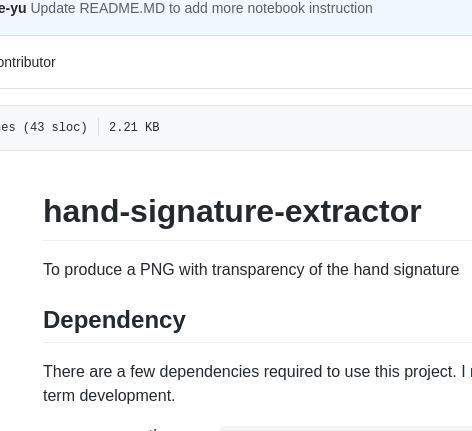 e-yu Update README.MD to add more notebook instruction
ontributor
es (43 sloc) 2.21 KB
hand-signature-extractor
To produce a PNG with transparency of the hand signature
Dependency
There are a few dependencies required to use this project. I
term development.